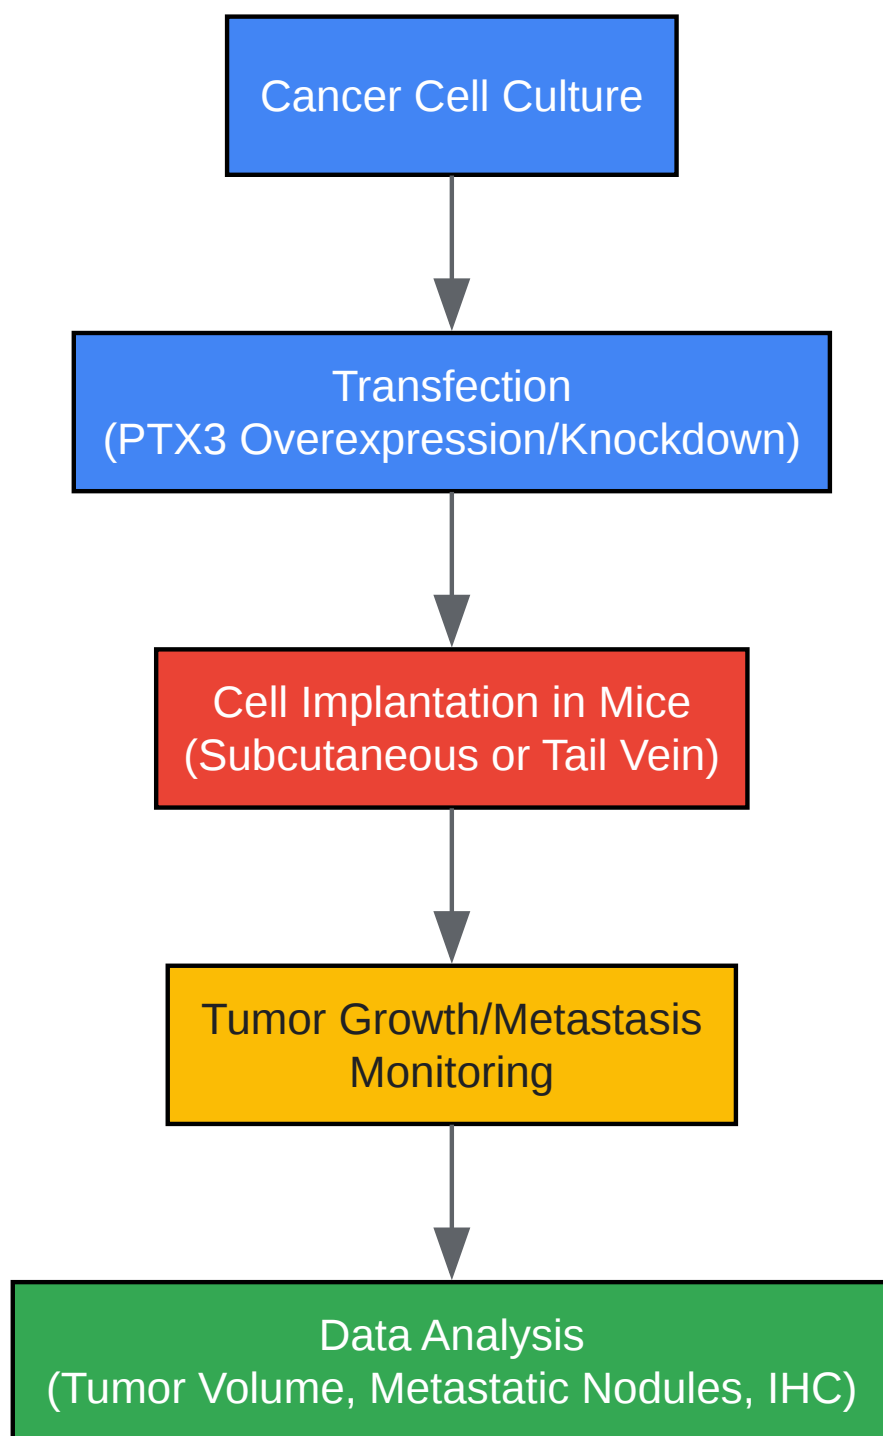 Cancer Cell Culture
Transfection
(PTX3 Overexpression/Knockdown)
Cell Implantation in Mice
(Subcutaneous or Tail Vein)
Tumor Growth/Metastasis
Monitoring
Data Analysis
(Tumor Volume, Metastatic Nodules, IHC)